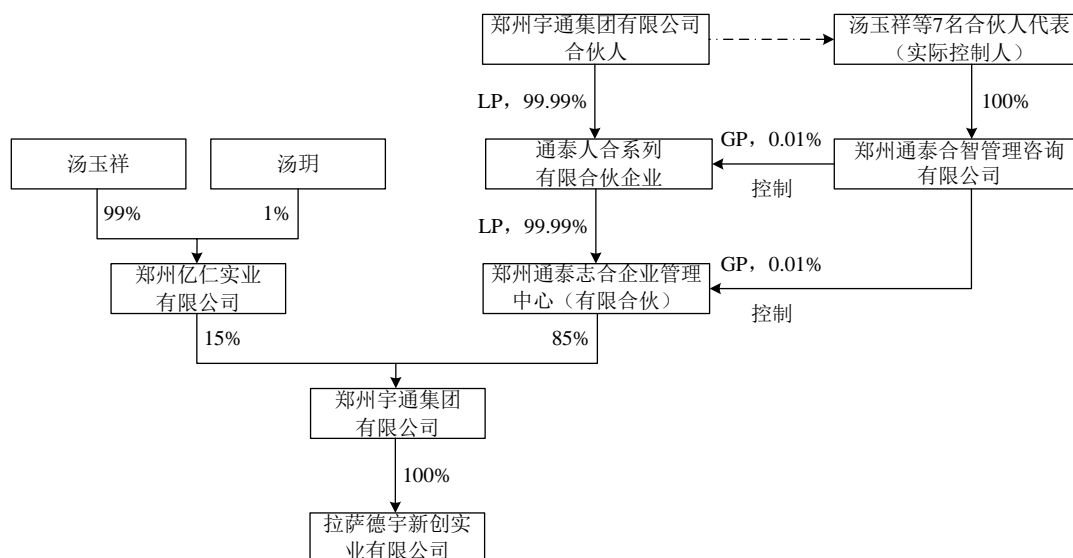 郑州宇通集团有限公司
合伙人
汤玉祥等7名合伙人代表
（实际控制人）
LP，99.99%
100%
GP，0.01%
汤玉祥
汤玥
通泰人合系列
有限合伙企业
郑州通泰合智管理咨询
有限公司
控制
99%
1%
LP，99.99%
GP，0.01%
郑州亿仁实业
有限公司
郑州通泰志合企业管理
中心（有限合伙）
控制
15%
85%
郑州宇通集团
有限公司
100%
拉萨德宇新创实
业有限公司